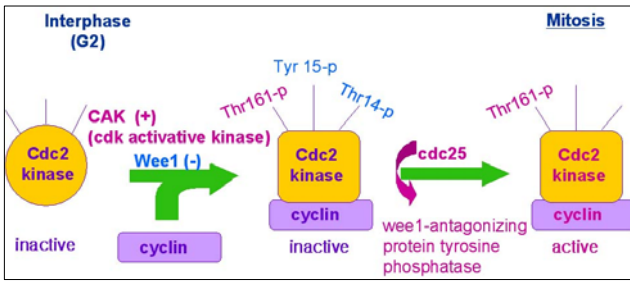 Interphase
(G2)
Mitosis
Tyr 15-p
Thr161-p
Thr14-p
Thr161-p
CAK (+)
(cdk activative kinase)
Wee1 (-)
cdc25
Cdc2
kinase
Cdc2
kinase
Cdc2
kinase
cyclin
cyclin
cyclin
inactive
inactive
wee1-antagonizing
protein tyrosine
phosphatase
active